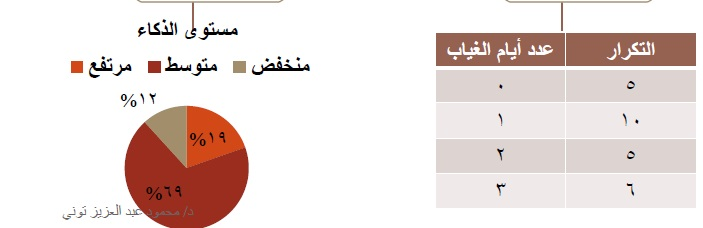 مستوى الذكاء
مرتفع متوسط منخفض
%١٩
%٦٩
%١٢
د/ محمود عبد العزيز توني
التكرار عدد أيام الغياب
٥ ٠
١٠ ١
٥ ٢
٦ ٣